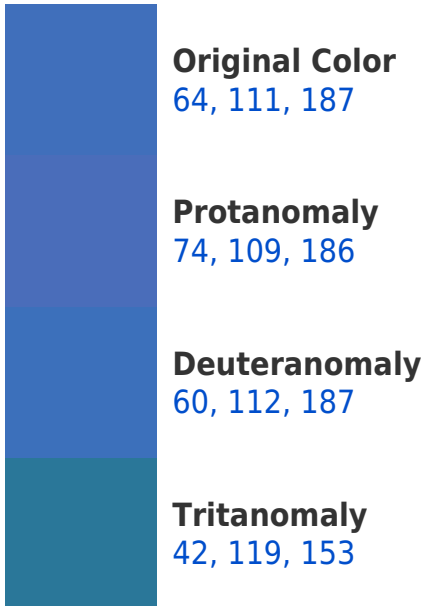 Original Color
64, 111, 187
Protanomaly
74, 109, 186
Deuteranomaly
60, 112, 187
Tritanomaly
42, 119, 153